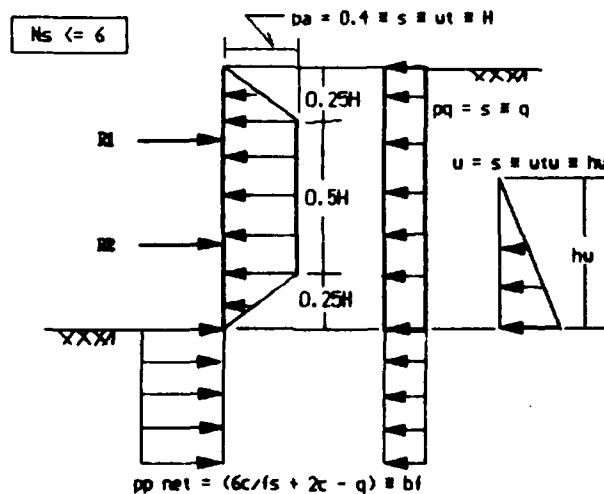 pa = 0.4 * s * ut * H
Ns <= 6
0.25H
pq = s * q
R1
u = s * utu * hu
0.5H
R2
hu
0.25H
pp net = (6c/fs + 2c - q) * bf